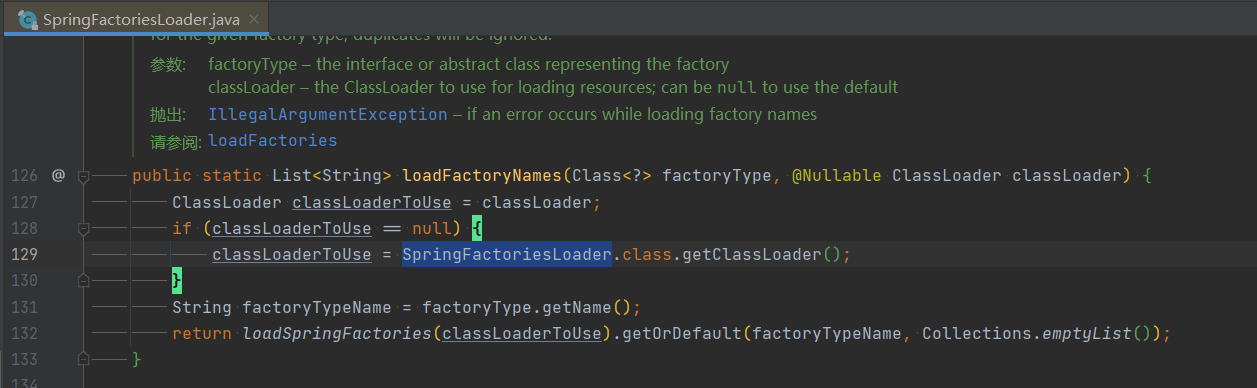 SpringFactoriesLoader.java
for the given factory type, duplicates will be ignored.
参数: factoryType – the interface or abstract class representing the factory
classLoader – the ClassLoader to use for loading resources; can be null to use the default
抛出: IllegalArgumentException – if an error occurs while loading factory names
请参阅: loadFactories
126 @ public static List<String> loadFactoryNames(Class<?> factoryType, @Nullable ClassLoader classLoader) {
127 ClassLoader classLoaderToUse = classLoader;
128 if (classLoaderToUse == null) {
129 classLoaderToUse = SpringFactoriesLoader.class.getClassLoader();
130 }
131 String factoryTypeName = factoryType.getName();
132 return loadSpringFactories(classLoaderToUse).getOrDefault(factoryTypeName, Collections.emptyList());
133 }
134